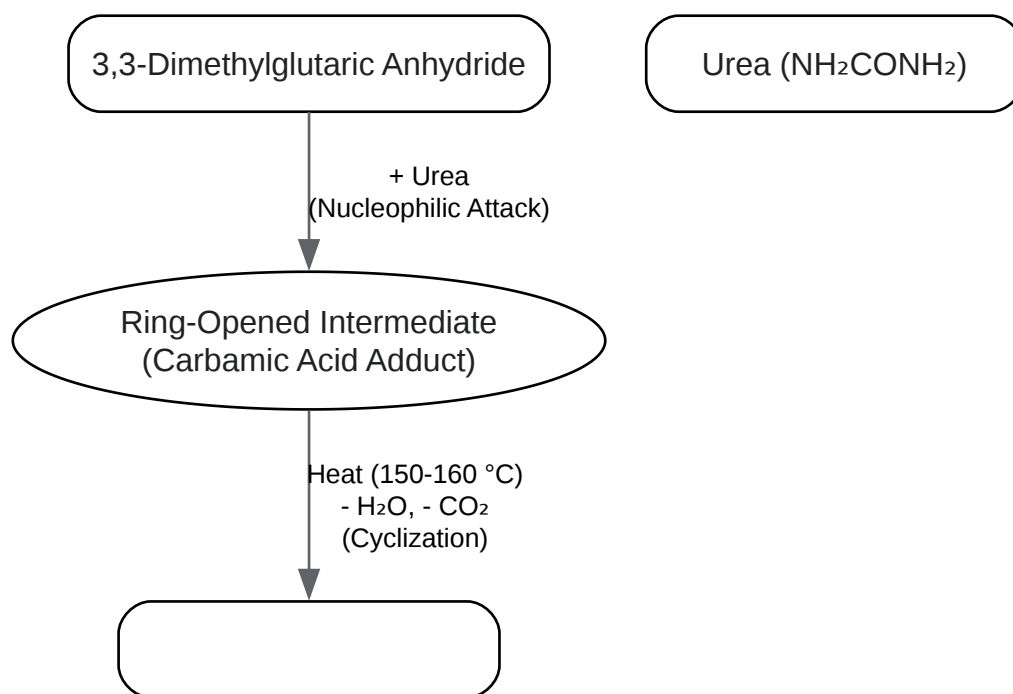 3,3-Dimethylglutaric Anhydride
Urea (NH₂CONH₂)
+ Urea
(Nucleophilic Attack)
Ring-Opened Intermediate
(Carbamic Acid Adduct)
Heat (150-160 °C)
- H₂O, - CO₂
(Cyclization)